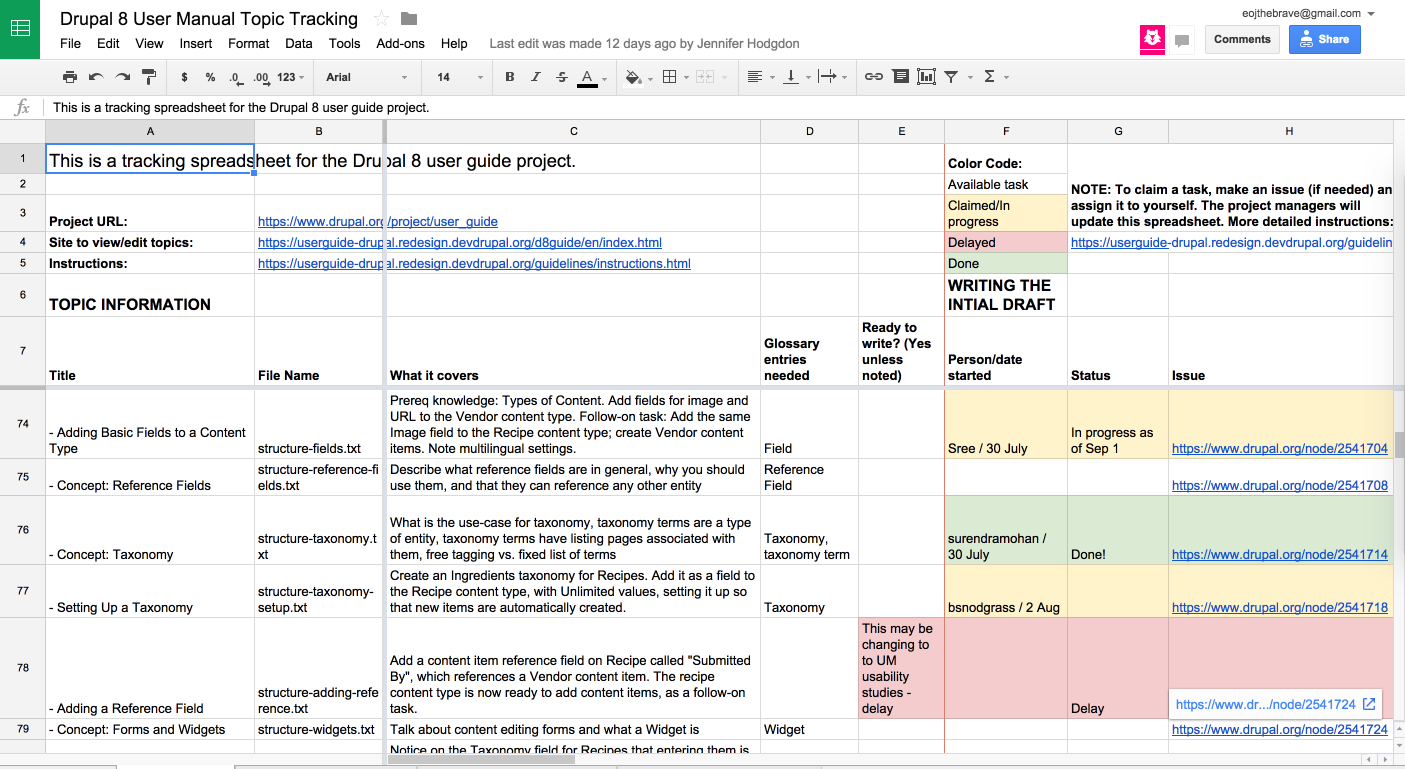 Drupal 8 User Manual Topic Tracking
eojthebrave@gmail.com
File Edit View Insert Format Data Tools Add-ons Help Last edit was made 12 days ago by Jennifer Hodgdon
Comments Share
$ % .0 .00 123 Arial 14 B I S A Σ
fx This is a tracking spreadsheet for the Drupal 8 user guide project.
A B C D E F G H
1 This is a tracking spreadsheet for the Drupal 8 user guide project.
Color Code:
2
Available task
NOTE: To claim a task, make an issue (if needed) an
assign it to yourself. The project managers will
update this spreadsheet. More detailed instructions:
3
Project URL:
https://www.drupal.org/project/user_guide
Claimed/In
progress
4
Site to view/edit topics:
https://userguide-drupal.redesign.devdrupal.org/d8guide/en/index.html
Delayed
https://userguide-drupal.redesign.devdrupal.org/guidelin
5
Instructions:
https://userguide-drupal.redesign.devdrupal.org/guidelines/instructions.html
Done
6
TOPIC INFORMATION
WRITING THE
INTIAL DRAFT
7
Title
File Name
What it covers
Glossary
entries
needed
Ready to
write? (Yes
unless
noted)
Person/date
started
Status
Issue
74
- Adding Basic Fields to a Content
Type
structure-fields.txt
Prereq knowledge: Types of Content. Add fields for image and
URL to the Vendor content type. Follow-on task: Add the same
Image field to the Recipe content type; create Vendor content
items. Note multilingual settings.
Field
Sree / 30 July
In progress as
of Sep 1
https://www.drupal.org/node/2541704
75
- Concept: Reference Fields
structure-reference-fi
elds.txt
Describe what reference fields are in general, why you should
use them, and that they can reference any other entity
Reference
Field
https://www.drupal.org/node/2541708
76
- Concept: Taxonomy
structure-taxonomy.t
xt
What is the use-case for taxonomy, taxonomy terms are a type
of entity, taxonomy terms have listing pages associated with
them, free tagging vs. fixed list of terms
Taxonomy,
taxonomy term
surendramohan /
30 July
Done!
https://www.drupal.org/node/2541714
77
- Setting Up a Taxonomy
structure-taxonomy-
setup.txt
Create an Ingredients taxonomy for Recipes. Add it as a field to
the Recipe content type, with Unlimited values, setting it up so
that new items are automatically created.
Taxonomy
bsnodgrass / 2 Aug
https://www.drupal.org/node/2541718
78
- Adding a Reference Field
structure-adding-refe
rence.txt
Add a content item reference field on Recipe called "Submitted
By", which references a Vendor content item. The recipe
content type is now ready to add content items, as a follow-on
task.
This may be
changing to
to UM
usability
studies -
delay
Delay
https://www.dr.../node/2541724
79
- Concept: Forms and Widgets
structure-widgets.txt
Talk about content editing forms and what a Widget is
Widget
https://www.drupal.org/node/2541724
Notice on the Taxonomy field for Recipes that entering them is